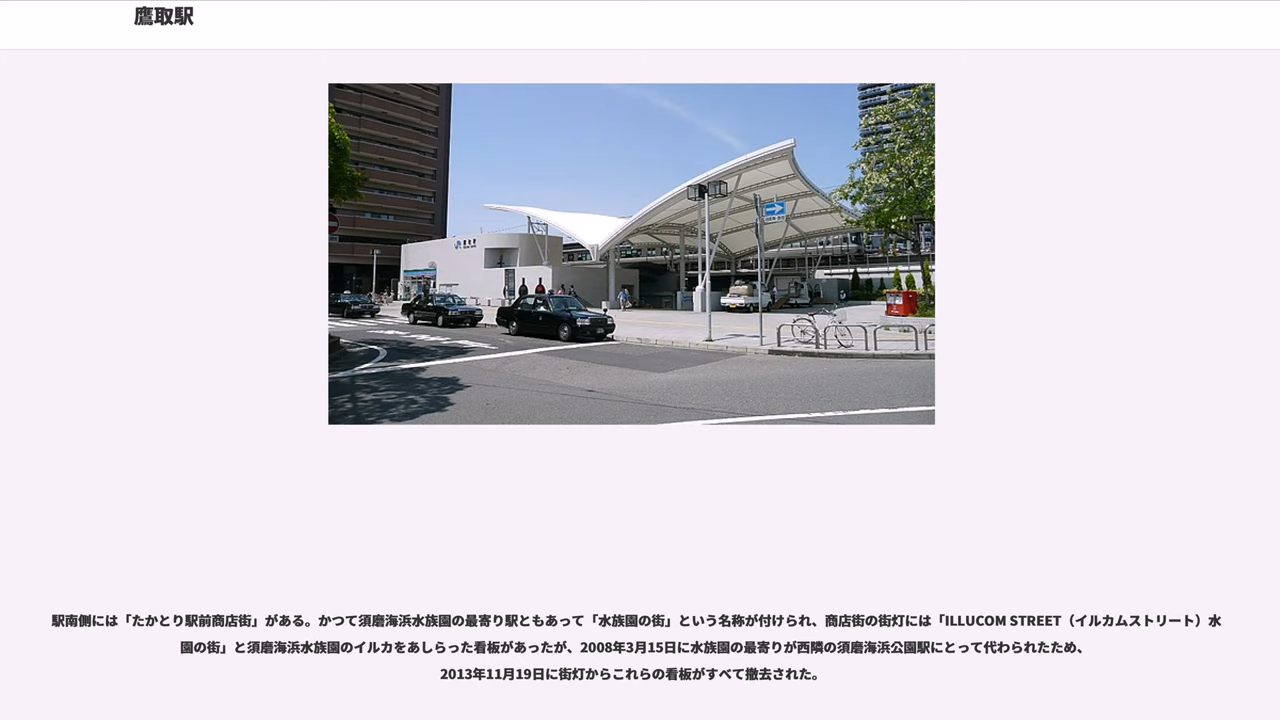 鷹取駅
駅南側には「たかとり駅前商店街」がある。かつて須磨海浜水族園の最寄り駅ともあって「水族園の街」という名称が付けられ、商店街の街灯には「ILLUCOM STREET（イルカムストリート）水
園の街」と須磨海浜水族園のイルカをあしらった看板があったが、2008年3月15日に水族園の最寄りが西隣の須磨海浜公園駅にとって代わられたため、
2013年11月19日に街灯からこれらの看板がすべて撤去された。